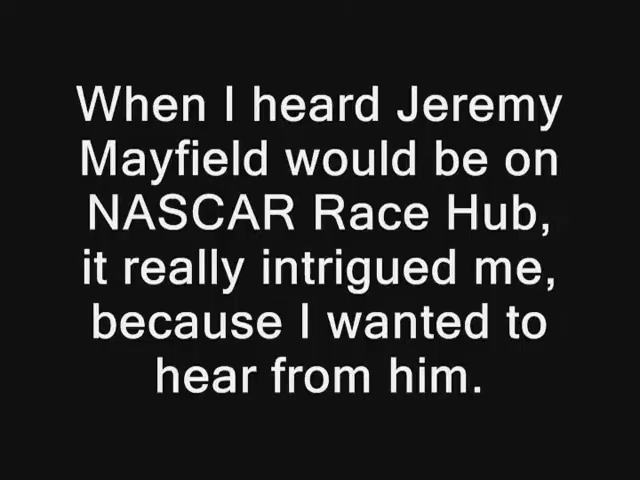 When I heard Jeremy
Mayfield would be on
NASCAR Race Hub,
it really intrigued me,
because I wanted to
hear from him.